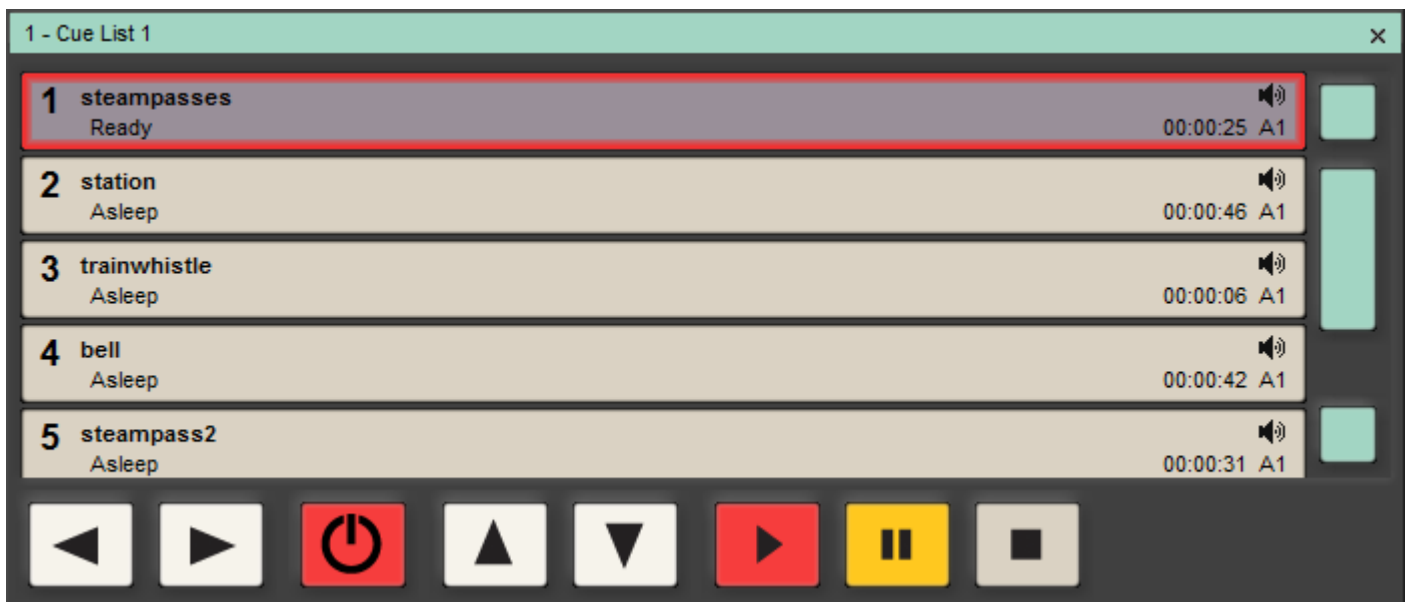 1 - Cue List 1
1 steampasses
Ready 00:00:25 A1
2 station
Asleep 00:00:46 A1
3 trainwhistle
Asleep 00:00:06 A1
4 bell
Asleep 00:00:42 A1
5 steampass2
Asleep 00:00:31 A1